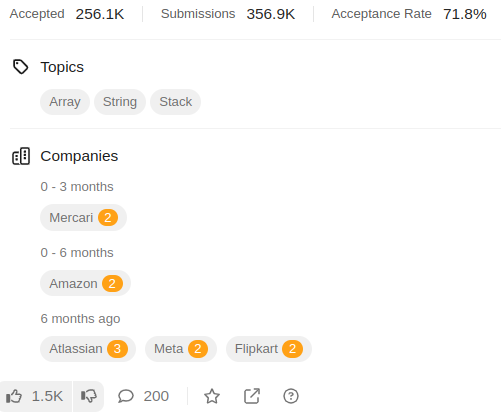 Accepted 256.1K Submissions 356.9K Acceptance Rate 71.8%
Topics
Array String Stack
Companies
0 - 3 months
Mercari 2
0 - 6 months
Amazon 2
6 months ago
Atlassian 3 Meta 2 Flipkart 2
1.5K 200